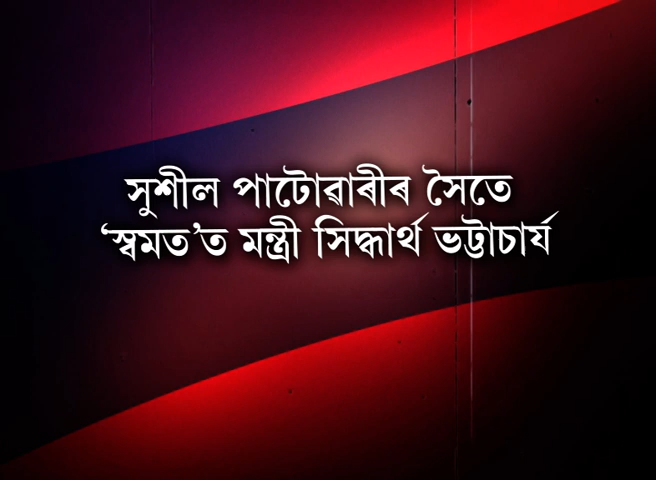 সুশীল পাটোৱাৰীৰ সৈতে
‘স্বমত’ত মন্ত্ৰী সিদ্ধাৰ্থ ভট্টাচাৰ্য